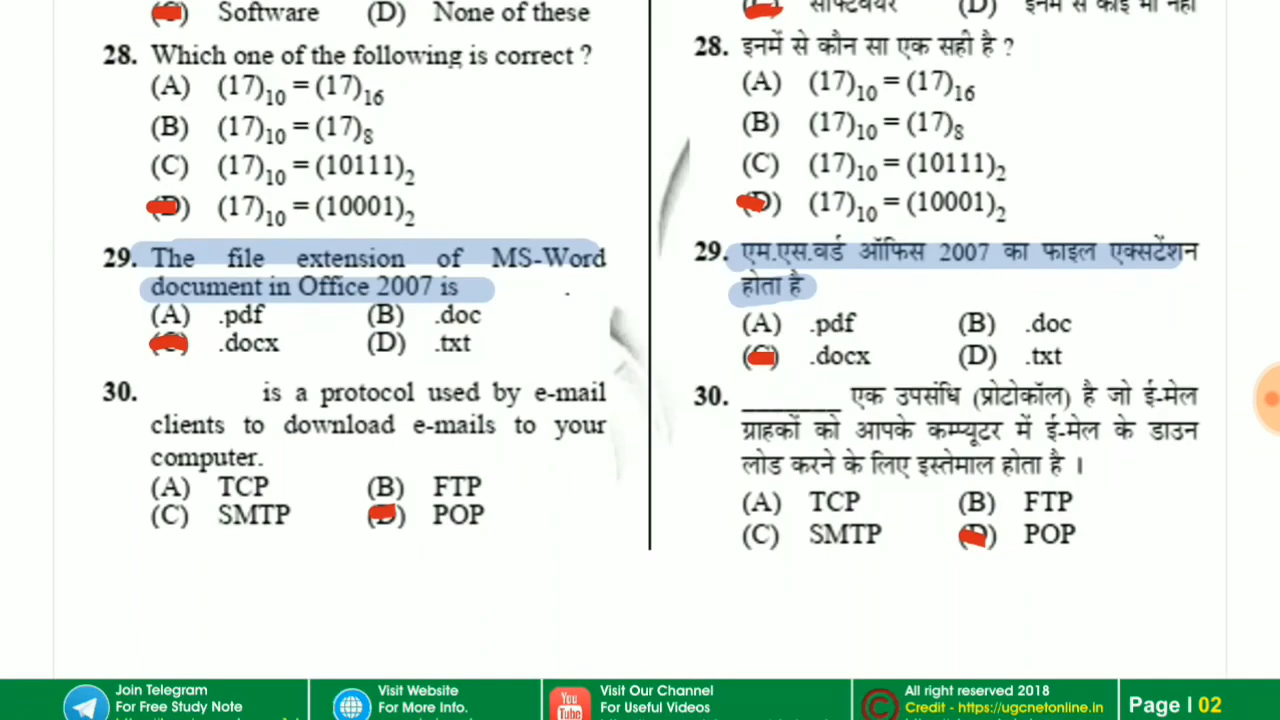 Software (D) None of these
28. Which one of the following is correct ?
(A) (17)₁₀ = (17)₁₆
(B) (17)₁₀ = (17)₈
(C) (17)₁₀ = (10111)₂
(D) (17)₁₀ = (10001)₂
29. The file extension of MS-Word
document in Office 2007 is
(A) .pdf (B) .doc
(C) .docx (D) .txt
30. is a protocol used by e-mail
clients to download e-mails to your
computer.
(A) TCP (B) FTP
(C) SMTP (D) POP
सॉफ्टवेयर (D) इनमें से कोई भी नहीं
28. इनमें से कौन सा एक सही है ?
(A) (17)₁₀ = (17)₁₆
(B) (17)₁₀ = (17)₈
(C) (17)₁₀ = (10111)₂
(D) (17)₁₀ = (10001)₂
29. एम.एस.वर्ड ऑफिस 2007 का फाइल एक्सटेंशन
होता है
(A) .pdf (B) .doc
(C) .docx (D) .txt
30. ________ एक उपसंधि (प्रोटोकॉल) है जो ई-मेल
ग्राहकों को आपके कम्प्यूटर में ई-मेल के डाउन
लोड करने के लिए इस्तेमाल होता है ।
(A) TCP (B) FTP
(C) SMTP (D) POP
Join Telegram
For Free Study Note
Visit Website
For More Info.
You
Tube
Visit Our Channel
For Useful Videos
All right reserved 2018
Credit - https://ugcnetonline.in
Page I 02